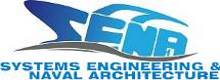 SENA
SYSTEMS ENGINEERING &
NAVAL ARCHITECTURE